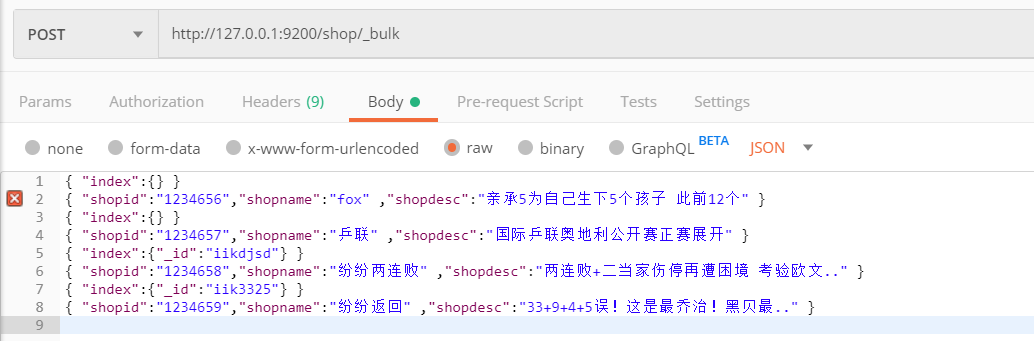 POST http://127.0.0.1:9200/shop/_bulk
Params Authorization Headers (9) Body Pre-request Script Tests Settings
none form-data x-www-form-urlencoded raw binary GraphQL BETA JSON
1 { "index":{} }
2 { "shopid":"1234656","shopname":"fox" ,"shopdesc":"亲承5为自己生下5个孩子 此前12个" }
3 { "index":{} }
4 { "shopid":"1234657","shopname":"乒联" ,"shopdesc":"国际乒联奥地利公开赛正赛展开" }
5 { "index":{"_id":"iikdjsd"} }
6 { "shopid":"1234658","shopname":"纷纷两连败" ,"shopdesc":"两连败+二当家伤停再遭困境 考验欧文.." }
7 { "index":{"_id":"iik3325"} }
8 { "shopid":"1234659","shopname":"纷纷返回" ,"shopdesc":"33+9+4+5误！这是最乔治！黑贝最.." }
9